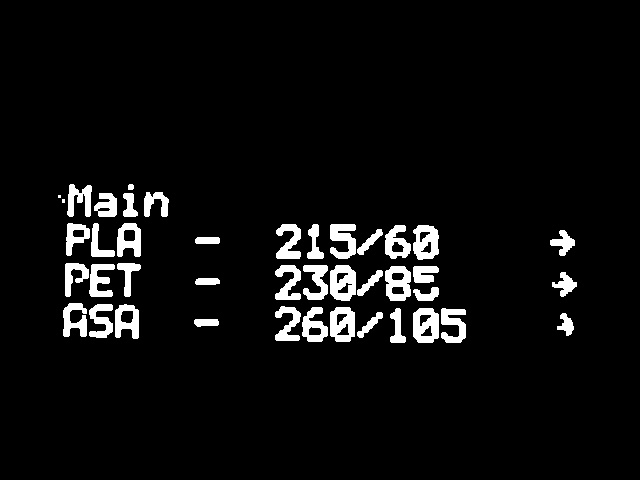 Main
PLA - 215/60 →
PET - 230/85 →
ASA - 260/105 →